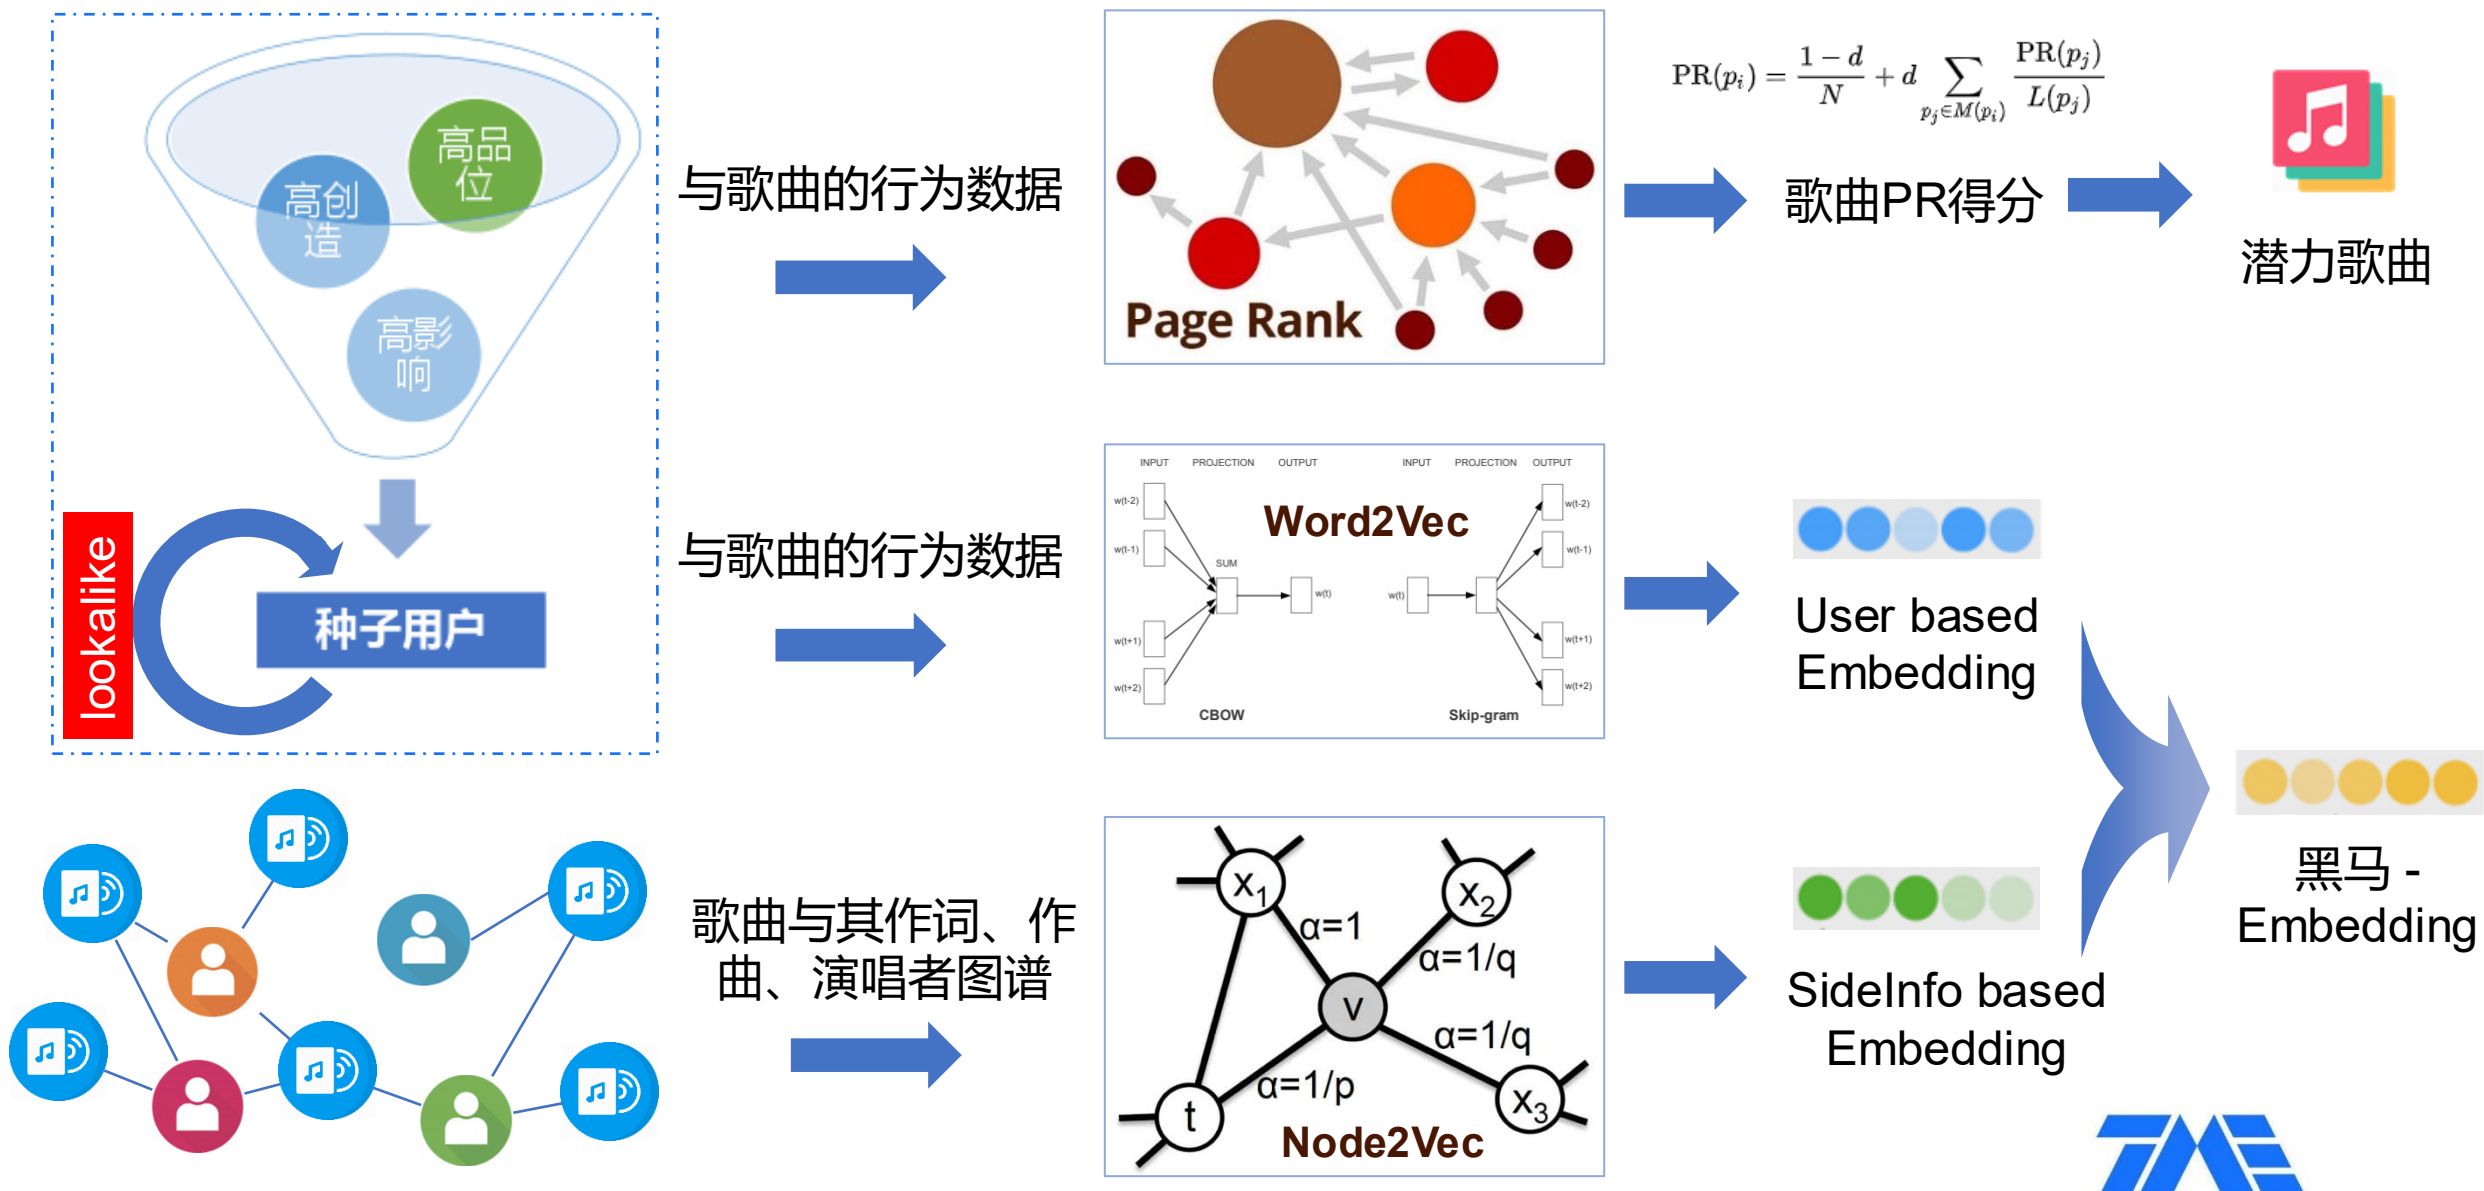 高品
位
高创
造
高影
响
lookalike
种子用户
与歌曲的行为数据
Page Rank
PR(p_i) = \frac{1-d}{N} + d \sum_{p_j \in M(p_i)} \frac{PR(p_j)}{L(p_j)}
歌曲PR得分
潜力歌曲
与歌曲的行为数据
INPUT PROJECTION OUTPUT
INPUT PROJECTION OUTPUT
Word2Vec
w(t-2)
w(t-1)
SUM
w(t)
w(t+1)
w(t+2)
CBOW
w(t)
w(t-2)
w(t-1)
w(t+1)
w(t+2)
Skip-gram
User based
Embedding
歌曲与其作词、作
曲、演唱者图谱
x1
x2
α=1
α=1/q
v
α=1/q
α=1/p
t
x3
Node2Vec
SideInfo based
Embedding
黑马 -
Embedding
TME